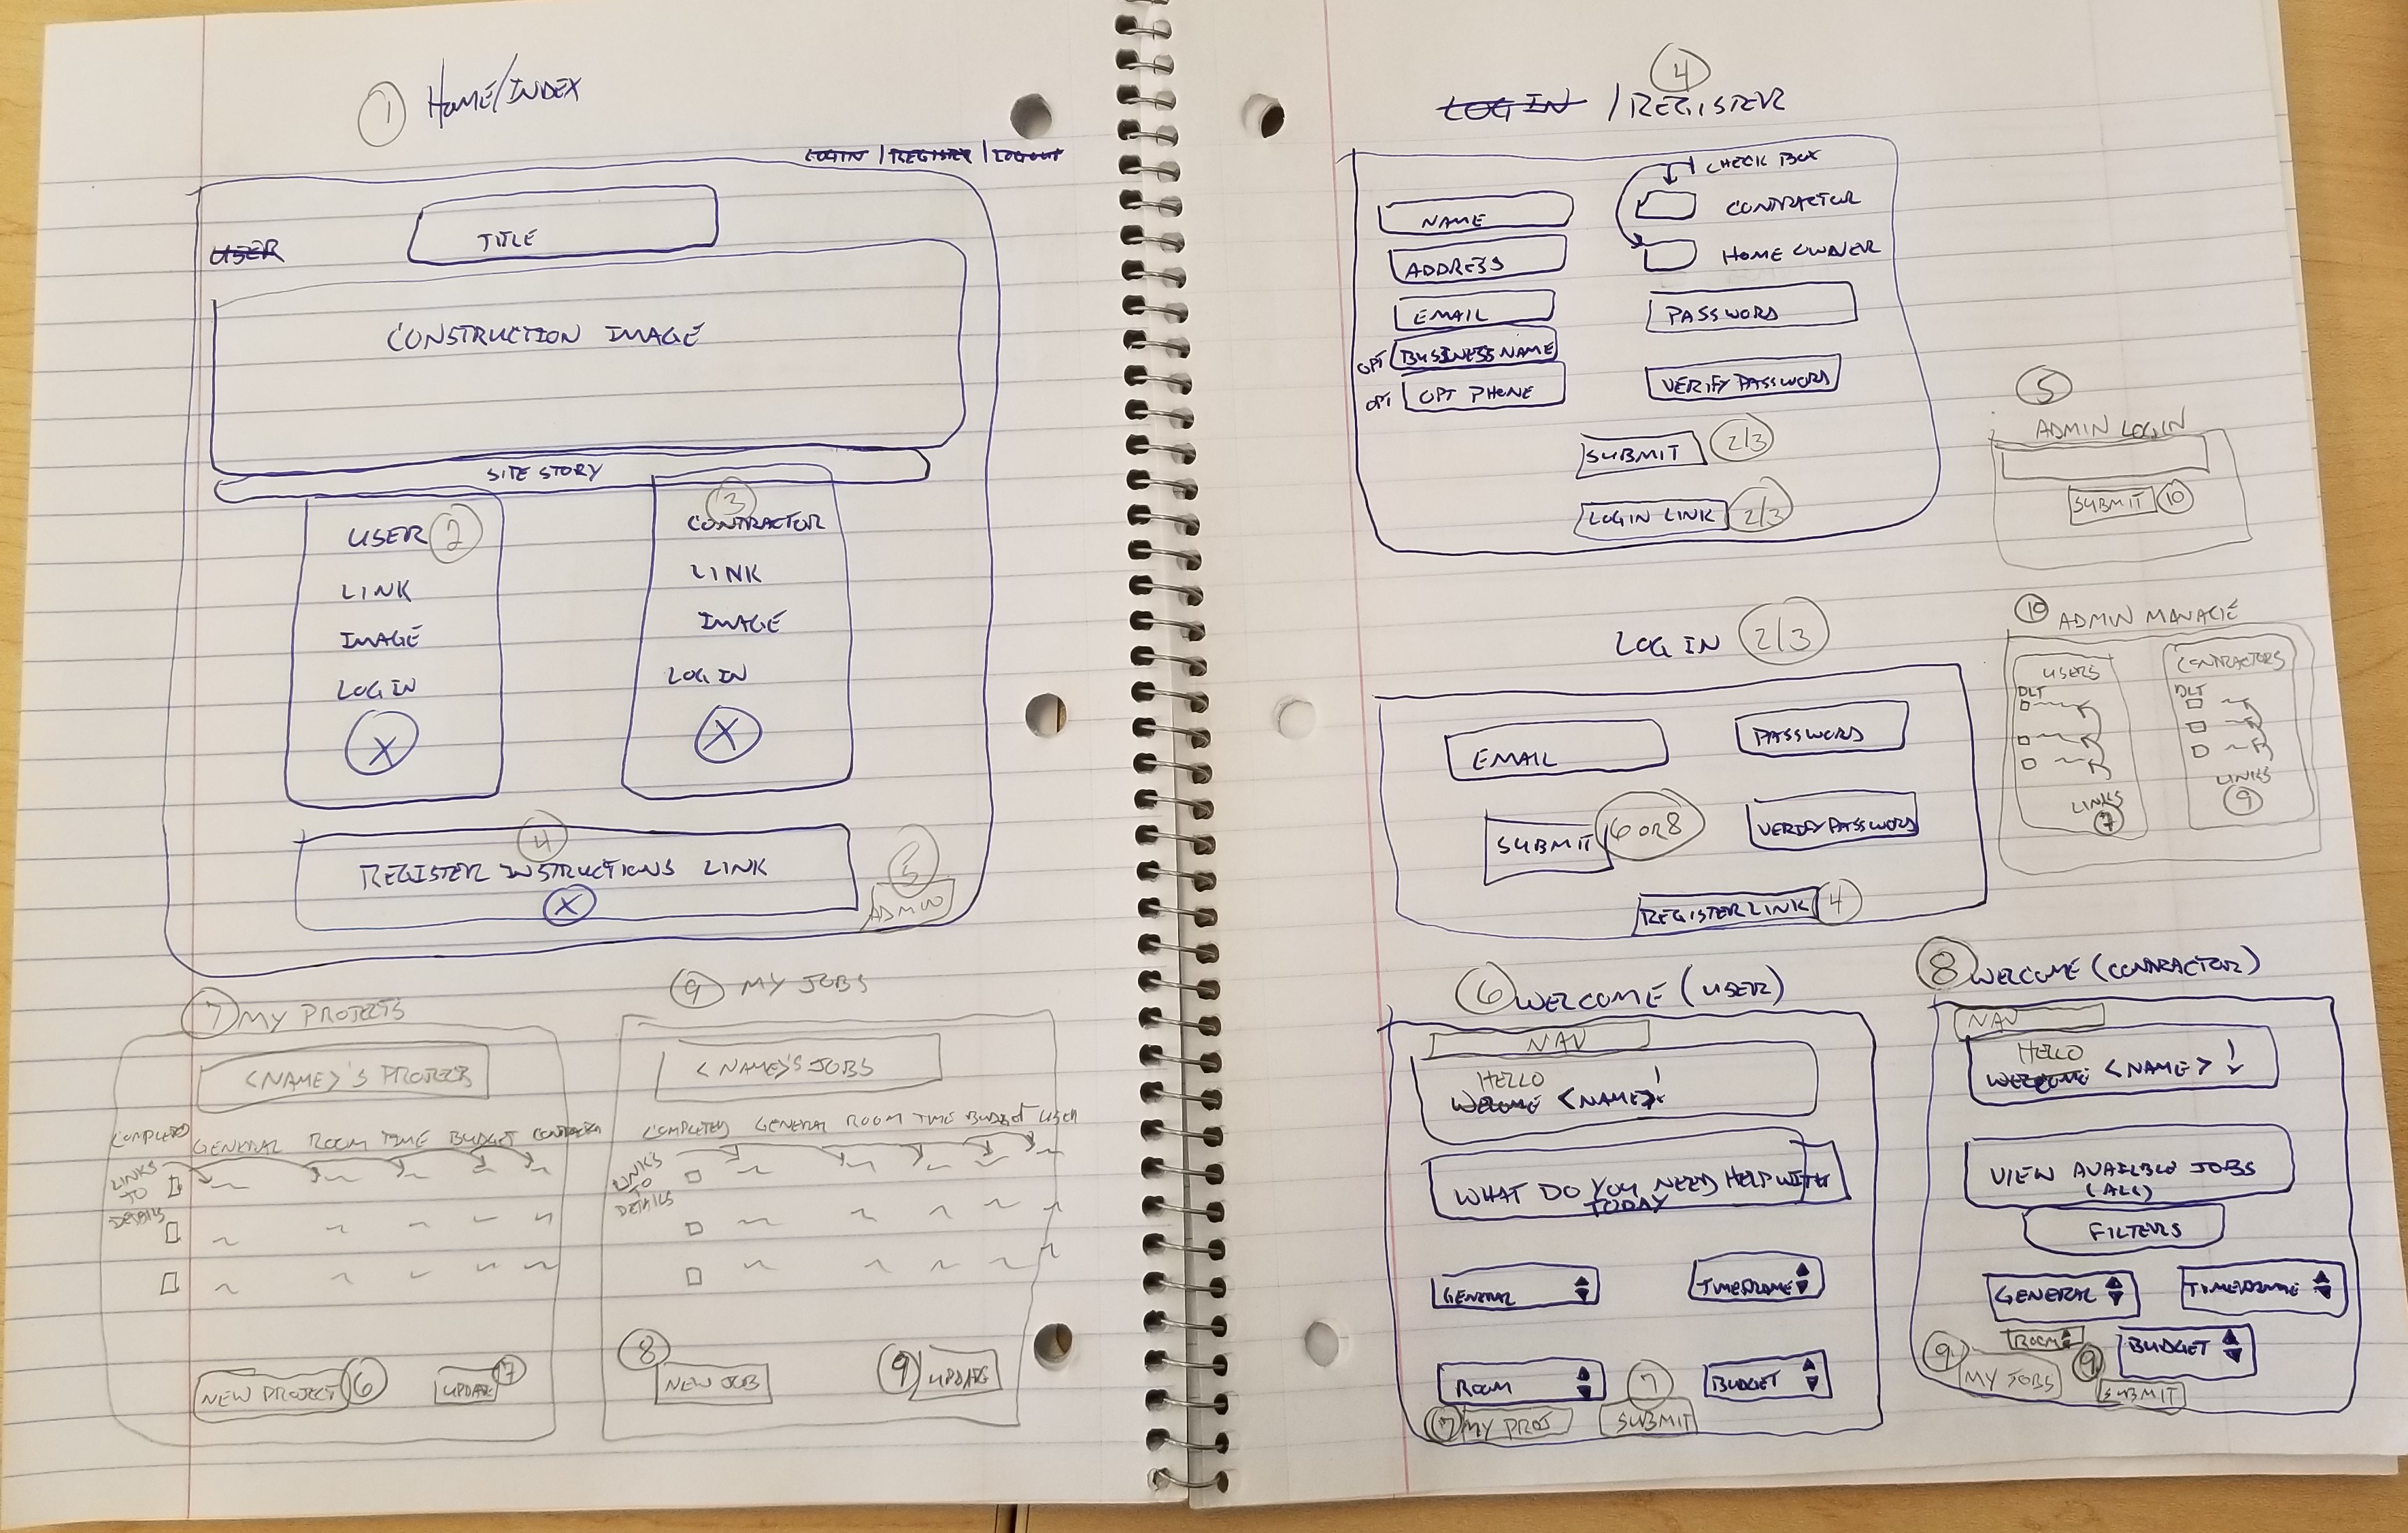 1 HOME/INDEX
LOGIN | REGISTER | LOGOUT
TITLE
USER
CONSTRUCTION IMAGE
SITE STORY
USER 2
LINK
IMAGE
LOGIN
X
3
CONTRACTOR
LINK
IMAGE
LOGIN
X
4
REGISTER INSTRUCTIONS LINK
X
5
ADMIN
7 MY PROJECTS
<NAME>'S PROJECTS
COMPLETED GENERAL ROOM TIME BUDGET CONTRACTOR
LINKS
TO
DETAILS
NEW PROJECT 6
UPDATE 7
9 MY JOBS
<NAME>'S JOBS
COMPLETED GENERAL ROOM TIME BUDGET USER
LINKS
TO
DETAILS
8
NEW JOB
9 UPDATE
4
LOG IN / REGISTER
CHECK BOX
NAME
CONTRACTOR
ADDRESS
HOME OWNER
EMAIL
PASSWORD
OPT BUSINESS NAME
OPT OPT PHONE
VERIFY PASSWORD
SUBMIT 2/3
LOGIN LINK 2/3
5
ADMIN LOGIN
SUBMIT 10
LOG IN 2/3
EMAIL
PASSWORD
SUBMIT 6 OR 8
VERIFY PASSWORD
REGISTER LINK 4
10 ADMIN MANAGE
USERS
DLT
LINKS
7
CONTRACTORS
DLT
LINKS
9
6 WELCOME (USER)
NAV
HELLO
WELCOME <NAME>!
WHAT DO YOU NEED HELP WITH
TODAY
GENERAL
TIMEFRAME
ROOM
7
BUDGET
7 MY PROJ
SUBMIT
8 WELCOME (CONTRACTOR)
NAV
HELLO
WELCOME <NAME>!
VIEW AVAILBLE JOBS
(ALL)
FILTERS
GENERAL
TIMEFRAME
ROOM
BUDGET
9
MY JOBS
9
SUBMIT